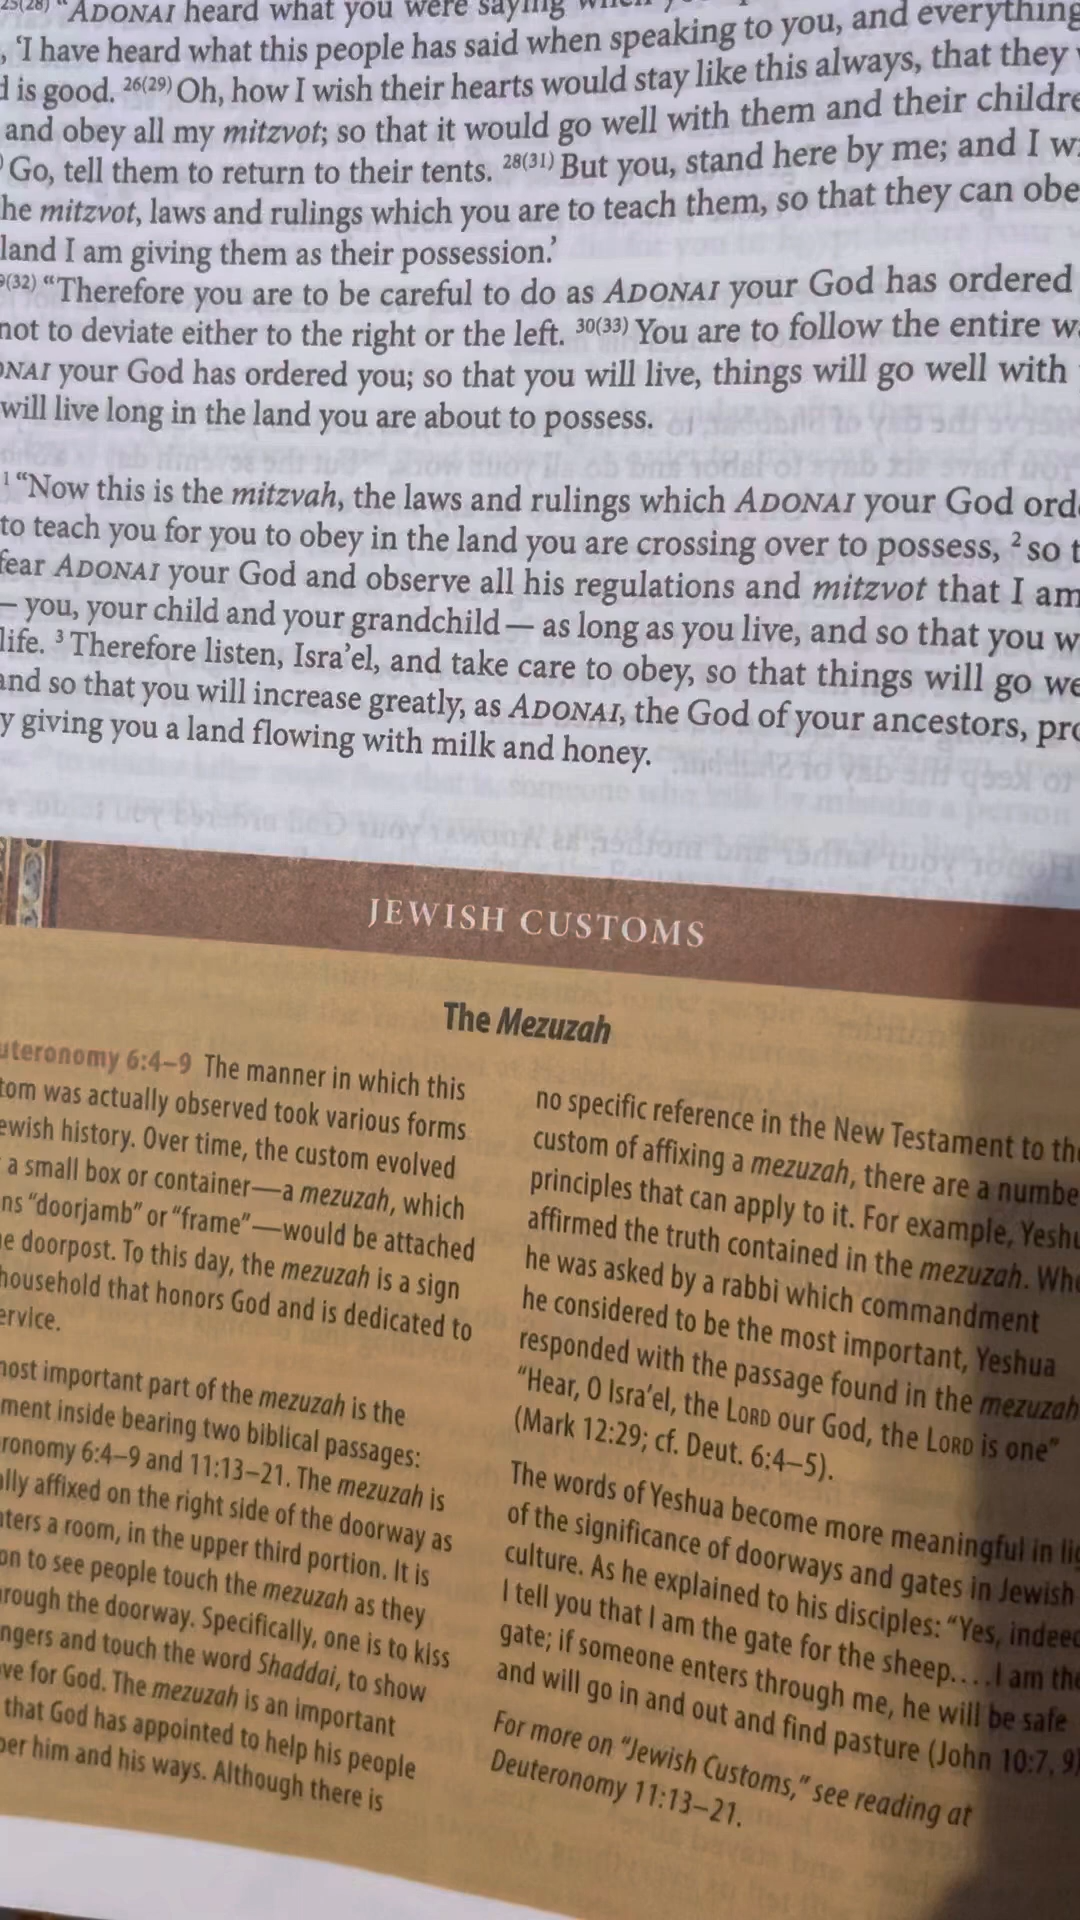 25(28) “ADONAI heard what you were saying when
, ‘I have heard what this people has said when speaking to you, and everything
d is good. 26(29) Oh, how I wish their hearts would stay like this always, that they
and obey all my mitzvot; so that it would go well with them and their childre
) Go, tell them to return to their tents. 28(31) But you, stand here by me; and I w
he mitzvot, laws and rulings which you are to teach them, so that they can obe
land I am giving them as their possession.’
9(32) “Therefore you are to be careful to do as ADONAI your God has ordered
not to deviate either to the right or the left. 30(33) You are to follow the entire wa
ONAI your God has ordered you; so that you will live, things will go well with
will live long in the land you are about to possess.
1 “Now this is the mitzvah, the laws and rulings which ADONAI your God orde
to teach you for you to obey in the land you are crossing over to possess, 2 so t
fear ADONAI your God and observe all his regulations and mitzvot that I am
— you, your child and your grandchild — as long as you live, and so that you w
life. 3 Therefore listen, Isra’el, and take care to obey, so that things will go we
and so that you will increase greatly, as ADONAI, the God of your ancestors, pro
y giving you a land flowing with milk and honey.
JEWISH CUSTOMS
The Mezuzah
uteronomy 6:4–9 The manner in which this
tom was actually observed took various forms
ewish history. Over time, the custom evolved
a small box or container—a mezuzah, which
ns “doorjamb” or “frame”—would be attached
e doorpost. To this day, the mezuzah is a sign
household that honors God and is dedicated to
ervice.
most important part of the mezuzah is the
ment inside bearing two biblical passages:
ronomy 6:4–9 and 11:13–21. The mezuzah is
ally affixed on the right side of the doorway as
nters a room, in the upper third portion. It is
on to see people touch the mezuzah as they
rough the doorway. Specifically, one is to kiss
ngers and touch the word Shaddai, to show
ve for God. The mezuzah is an important
that God has appointed to help his people
ber him and his ways. Although there is
no specific reference in the New Testament to the
custom of affixing a mezuzah, there are a numbe
principles that can apply to it. For example, Yeshu
affirmed the truth contained in the mezuzah. Whe
he was asked by a rabbi which commandment
he considered to be the most important, Yeshua
responded with the passage found in the mezuzah
“Hear, O Isra’el, the LORD our God, the LORD is one”
(Mark 12:29; cf. Deut. 6:4–5).
The words of Yeshua become more meaningful in lig
of the significance of doorways and gates in Jewish
culture. As he explained to his disciples: “Yes, indeed
I tell you that I am the gate for the sheep. . . . I am the
gate; if someone enters through me, he will be safe
and will go in and out and find pasture (John 10:7, 9)
For more on “Jewish Customs,” see reading at
Deuteronomy 11:13–21.